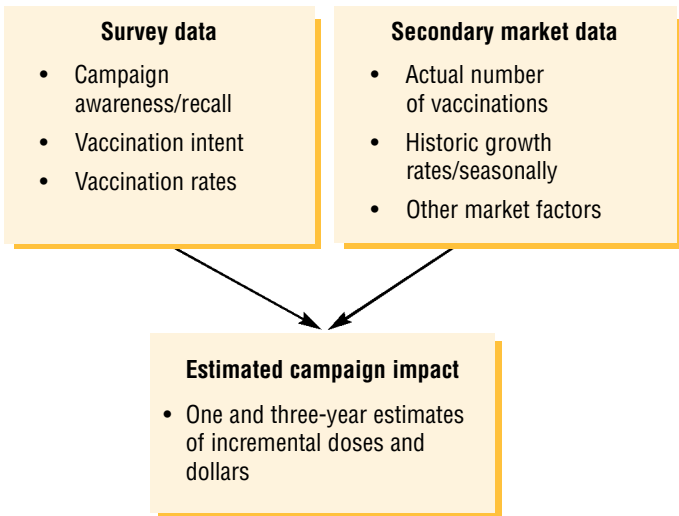 Survey data
• Campaign
awareness/recall
• Vaccination intent
• Vaccination rates
Secondary market data
• Actual number
of vaccinations
• Historic growth
rates/seasonally
• Other market factors
Estimated campaign impact
• One and three-year estimates
of incremental doses and
dollars